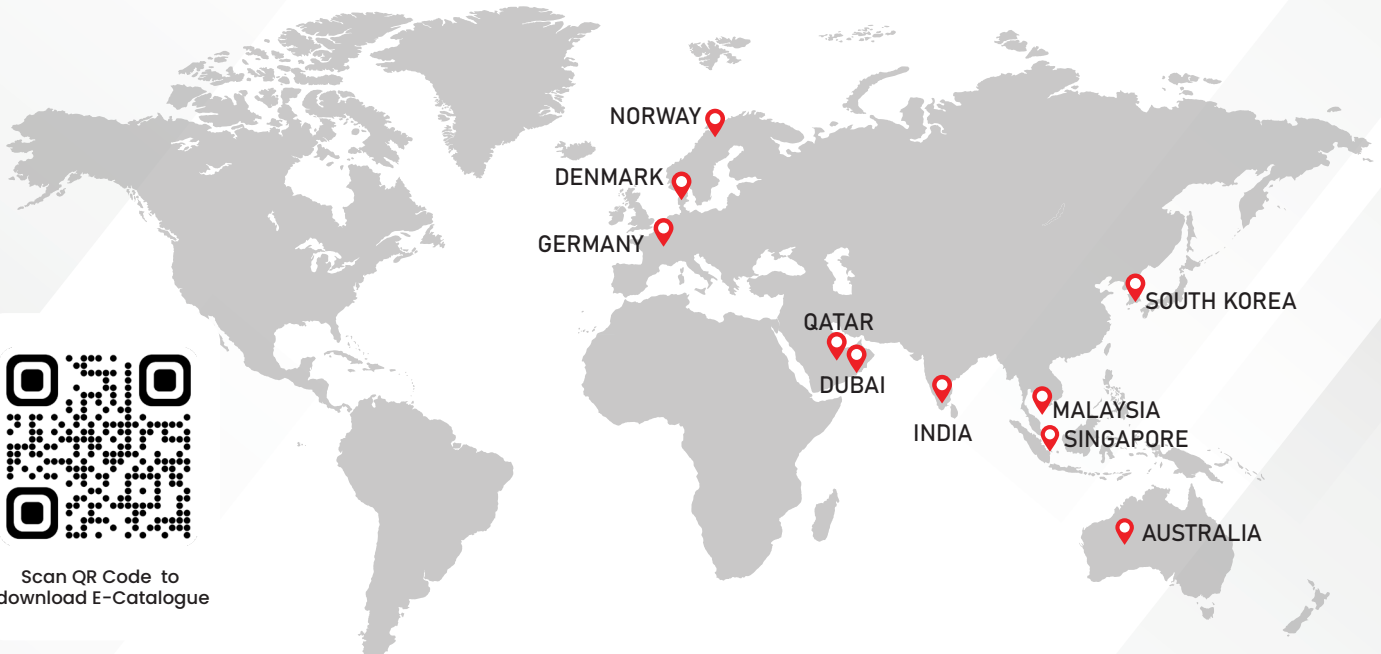 NORWAY
DENMARK
GERMANY
SOUTH KOREA
QATAR
DUBAI
MALAYSIA
INDIA
SINGAPORE
AUSTRALIA
Scan QR Code to
download E-Catalogue